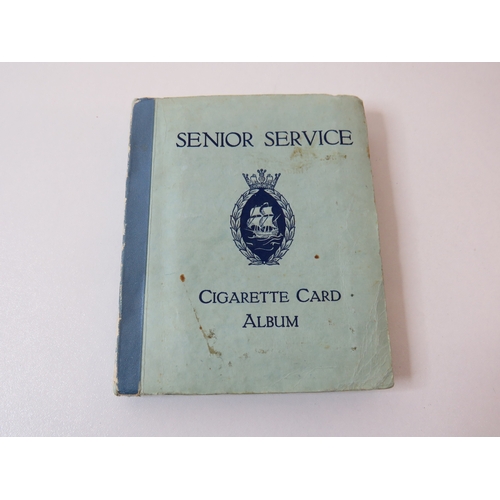 SENIOR SERVICE
CIGARETTE CARD
ALBUM